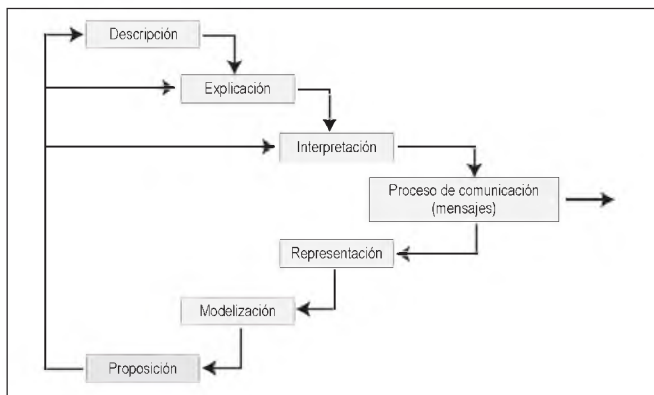 Descripción
Explicación
Interpretación
Proceso de comunicación
(mensajes)
Representación
Modelización
Proposición